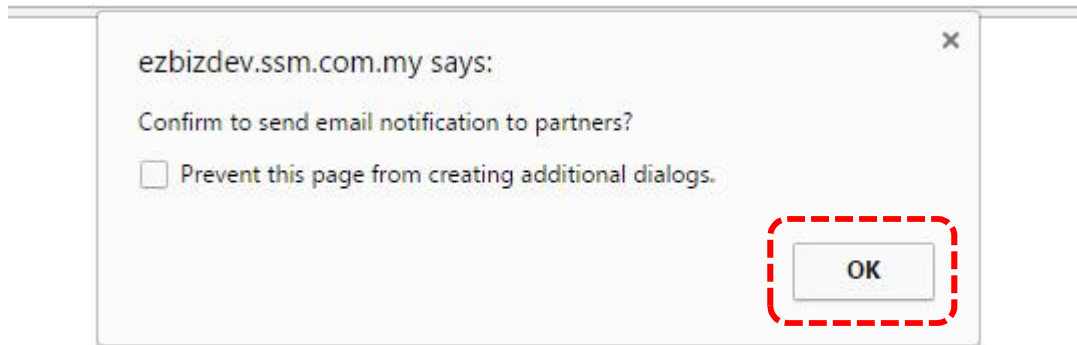 ezbizdev.ssm.com.my says:
Confirm to send email notification to partners?
Prevent this page from creating additional dialogs.
OK